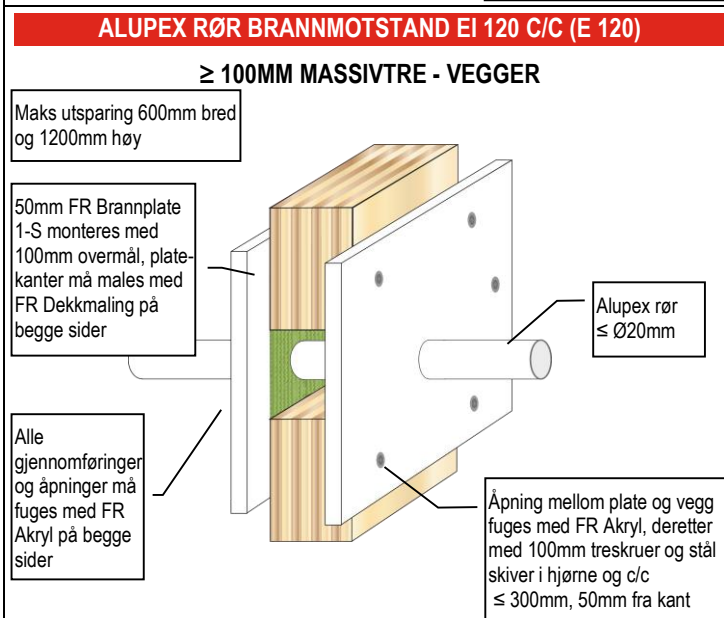 ALUPEX RØR BRANNMOTSTAND EI 120 C/C (E 120)
≥ 100MM MASSIVTRE - VEGGER
Maks utsparing 600mm bred
og 1200mm høy
50mm FR Brannplate
1-S monteres med
100mm overmål, plate-
kanter må males med
FR Dekkmaling på
begge sider
Alupex rør
≤ Ø20mm
Alle
gjennomføringer
og åpninger må
fuges med FR
Akryl på begge
sider
Åpning mellom plate og vegg
fuges med FR Akryl, deretter
med 100mm treskruer og stål
skiver i hjørne og c/c
≤ 300mm, 50mm fra kant